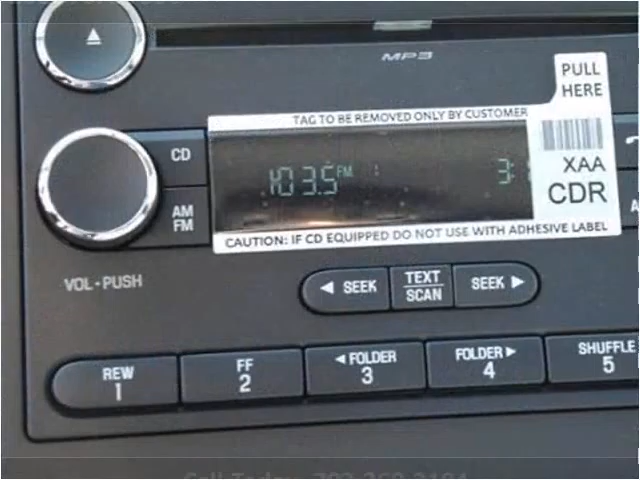 MP3
PULL
HERE
TAG TO BE REMOVED ONLY BY CUSTOMER
CD
103.5 FM
XAA
CDR
AM
FM
CAUTION: IF CD EQUIPPED DO NOT USE WITH ADHESIVE LABEL
VOL-PUSH
◄ SEEK
TEXT
SCAN
SEEK ►
REW
1
FF
2
◄ FOLDER
3
FOLDER ►
4
SHUFFLE
5